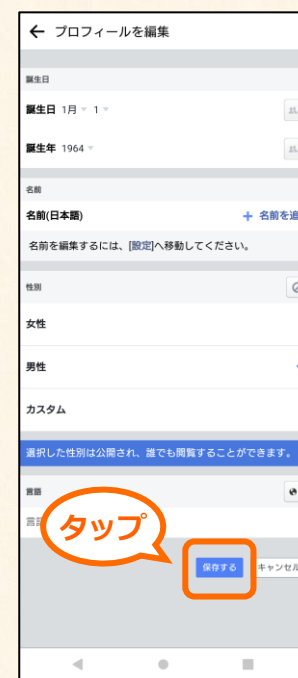 プロフィールを編集
誕生日
誕生日 1月 1
誕生年 1964
名前
名前(日本語)
+ 名前を追
名前を編集するには、[設定]へ移動してください。
性別
女性
男性
カスタム
選択した性別は公開され、誰でも閲覧することができます。
言語
タップ
保存する
キャンセル